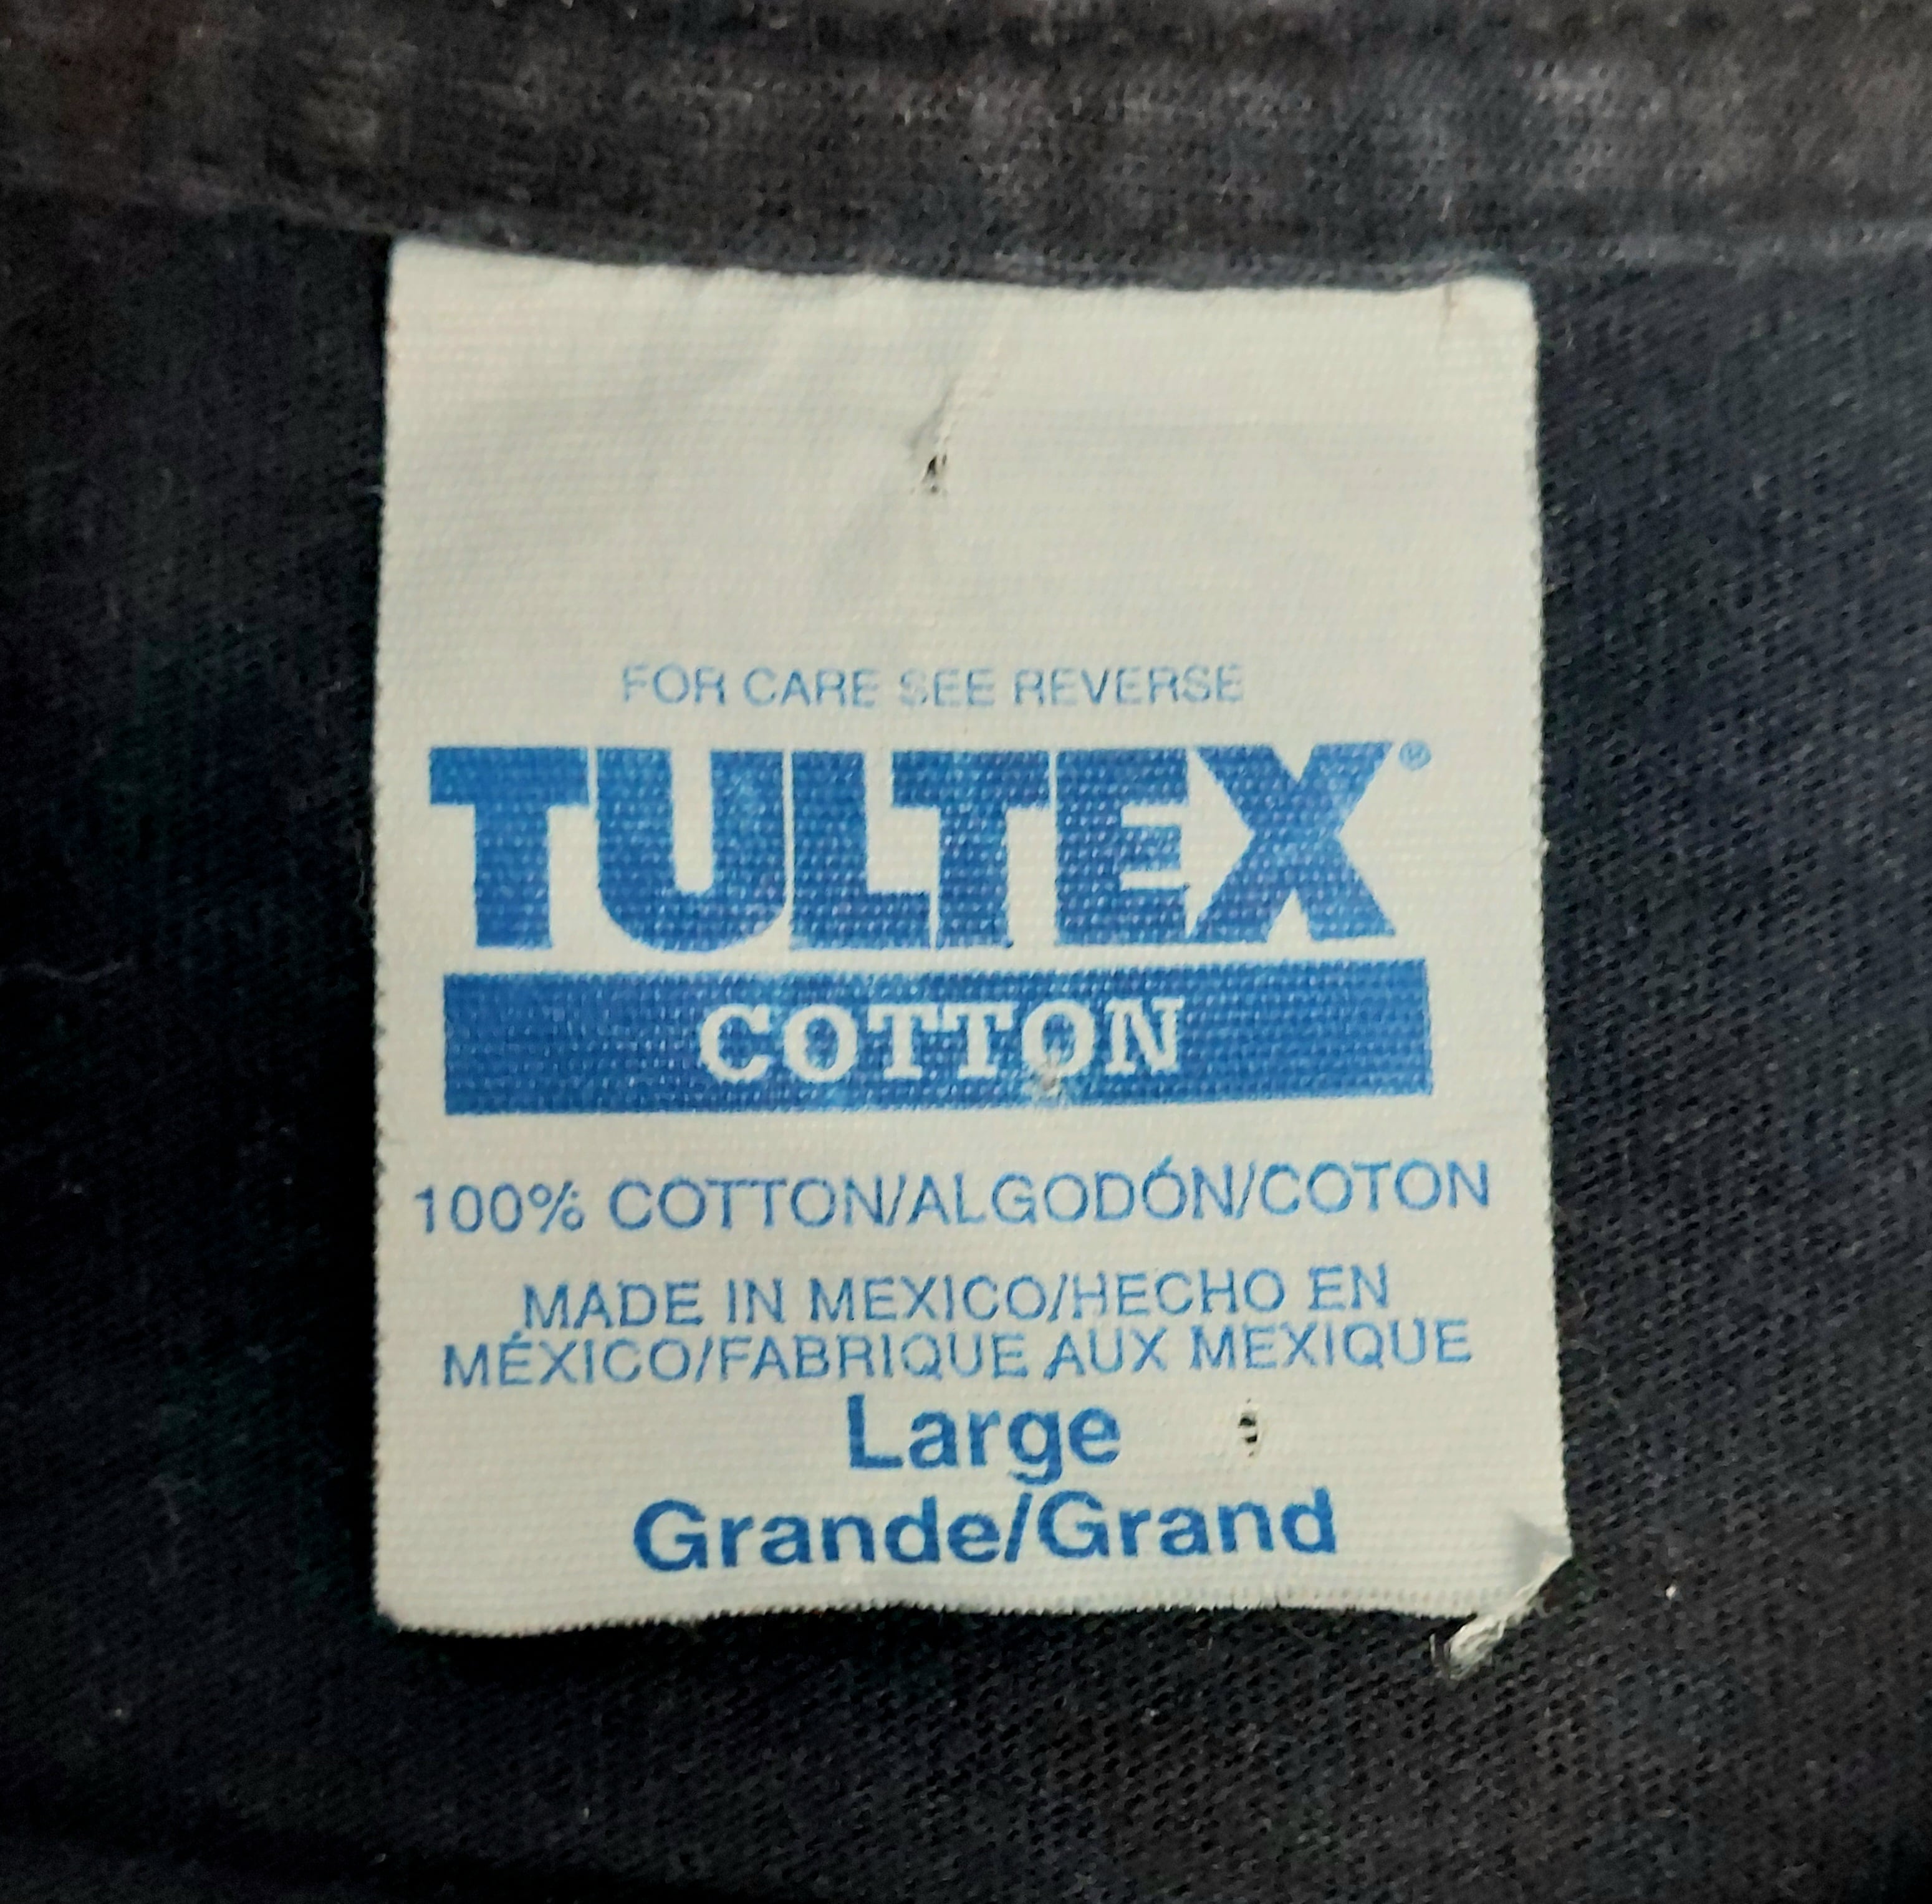 FOR CARE SEE REVERSE
TULTEX®
COTTON
100% COTTON/ALGODÓN/COTON
MADE IN MEXICO/HECHO EN
MÉXICO/FABRIQUE AUX MEXIQUE
Large
Grande/Grand